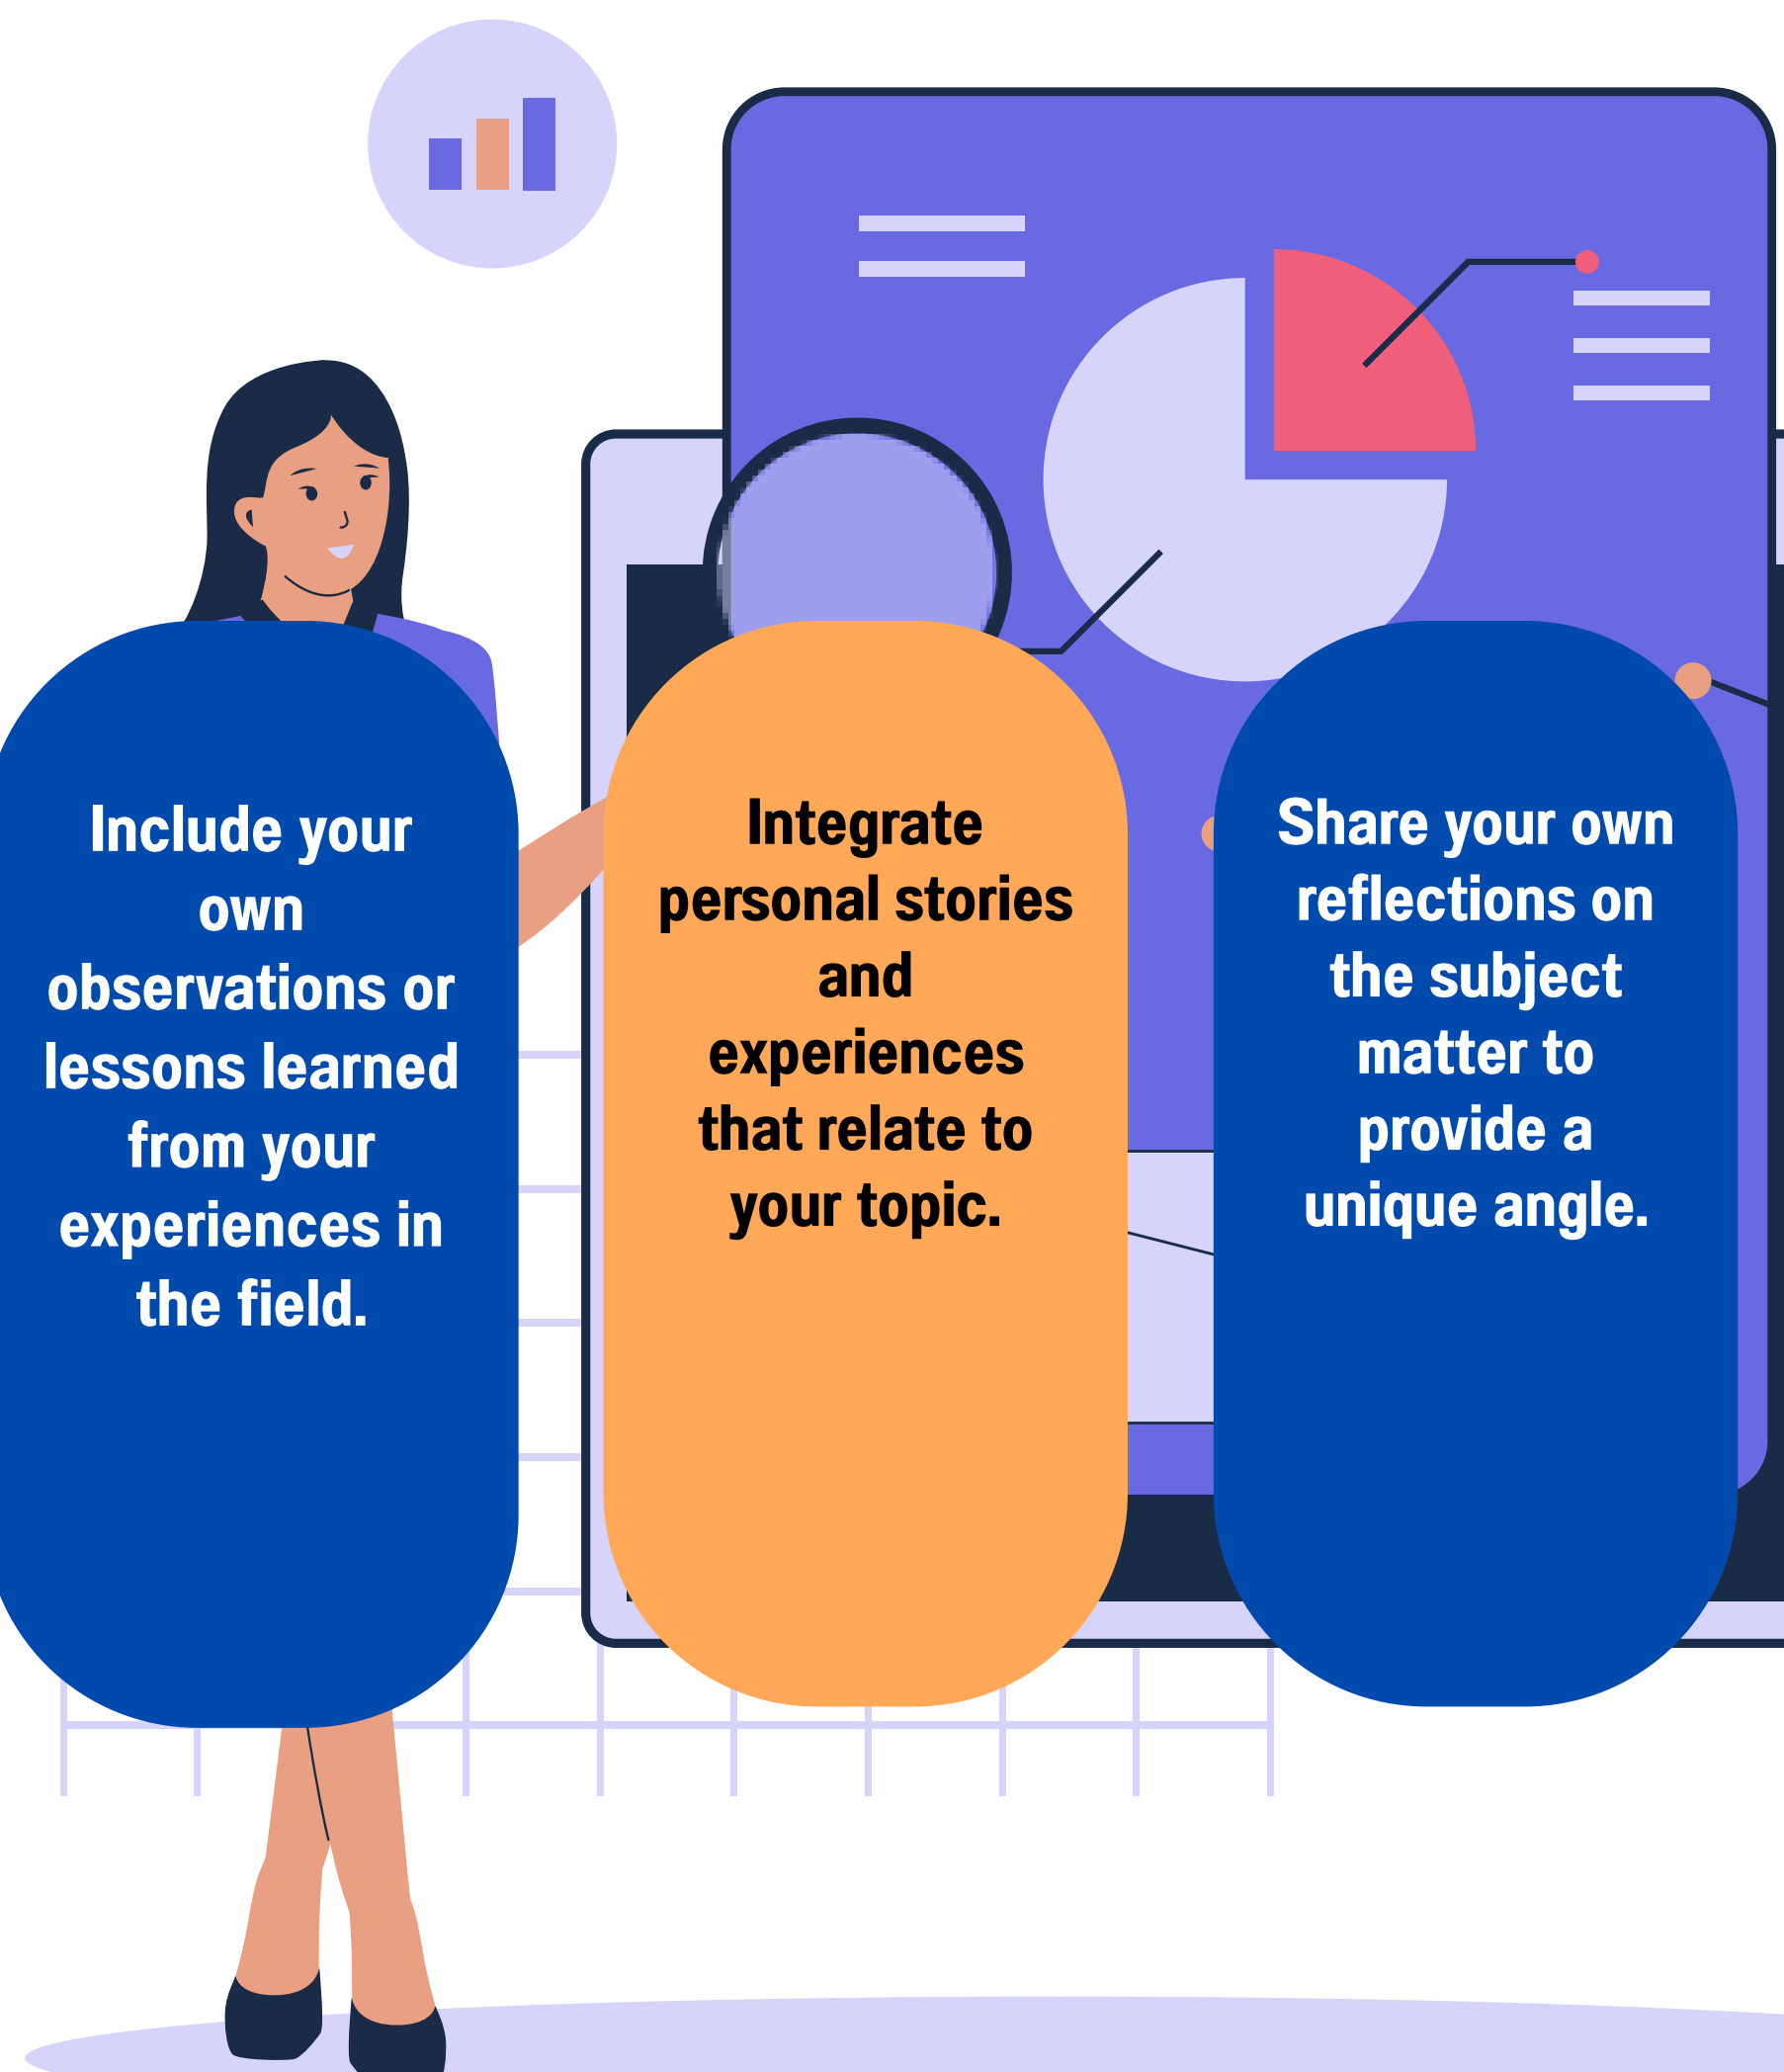 Include your
own
observations or
lessons learned
from your
experiences in
the field.
Integrate
personal stories
and
experiences
that relate to
your topic.
Share your own
reflections on
the subject
matter to
provide a
unique angle.